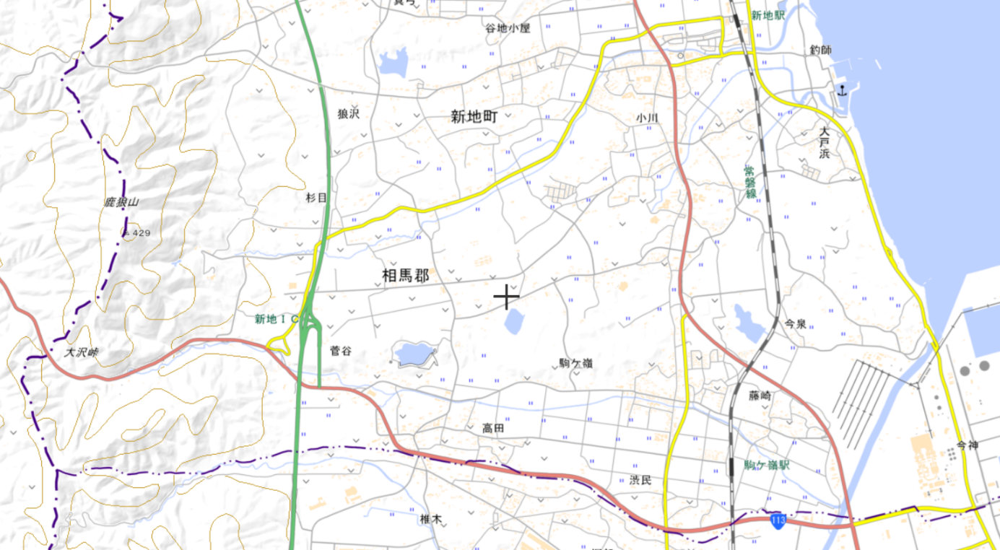 新地駅
谷地小屋
釣師
狼沢
新地町
小川
大戸浜
常磐線
杉目
鹿狼山
429
相馬郡
新地IC
今泉
大沢峠
菅谷
駒ケ嶺
藤崎
高田
今神
駒ケ嶺駅
渋民
椎木
113